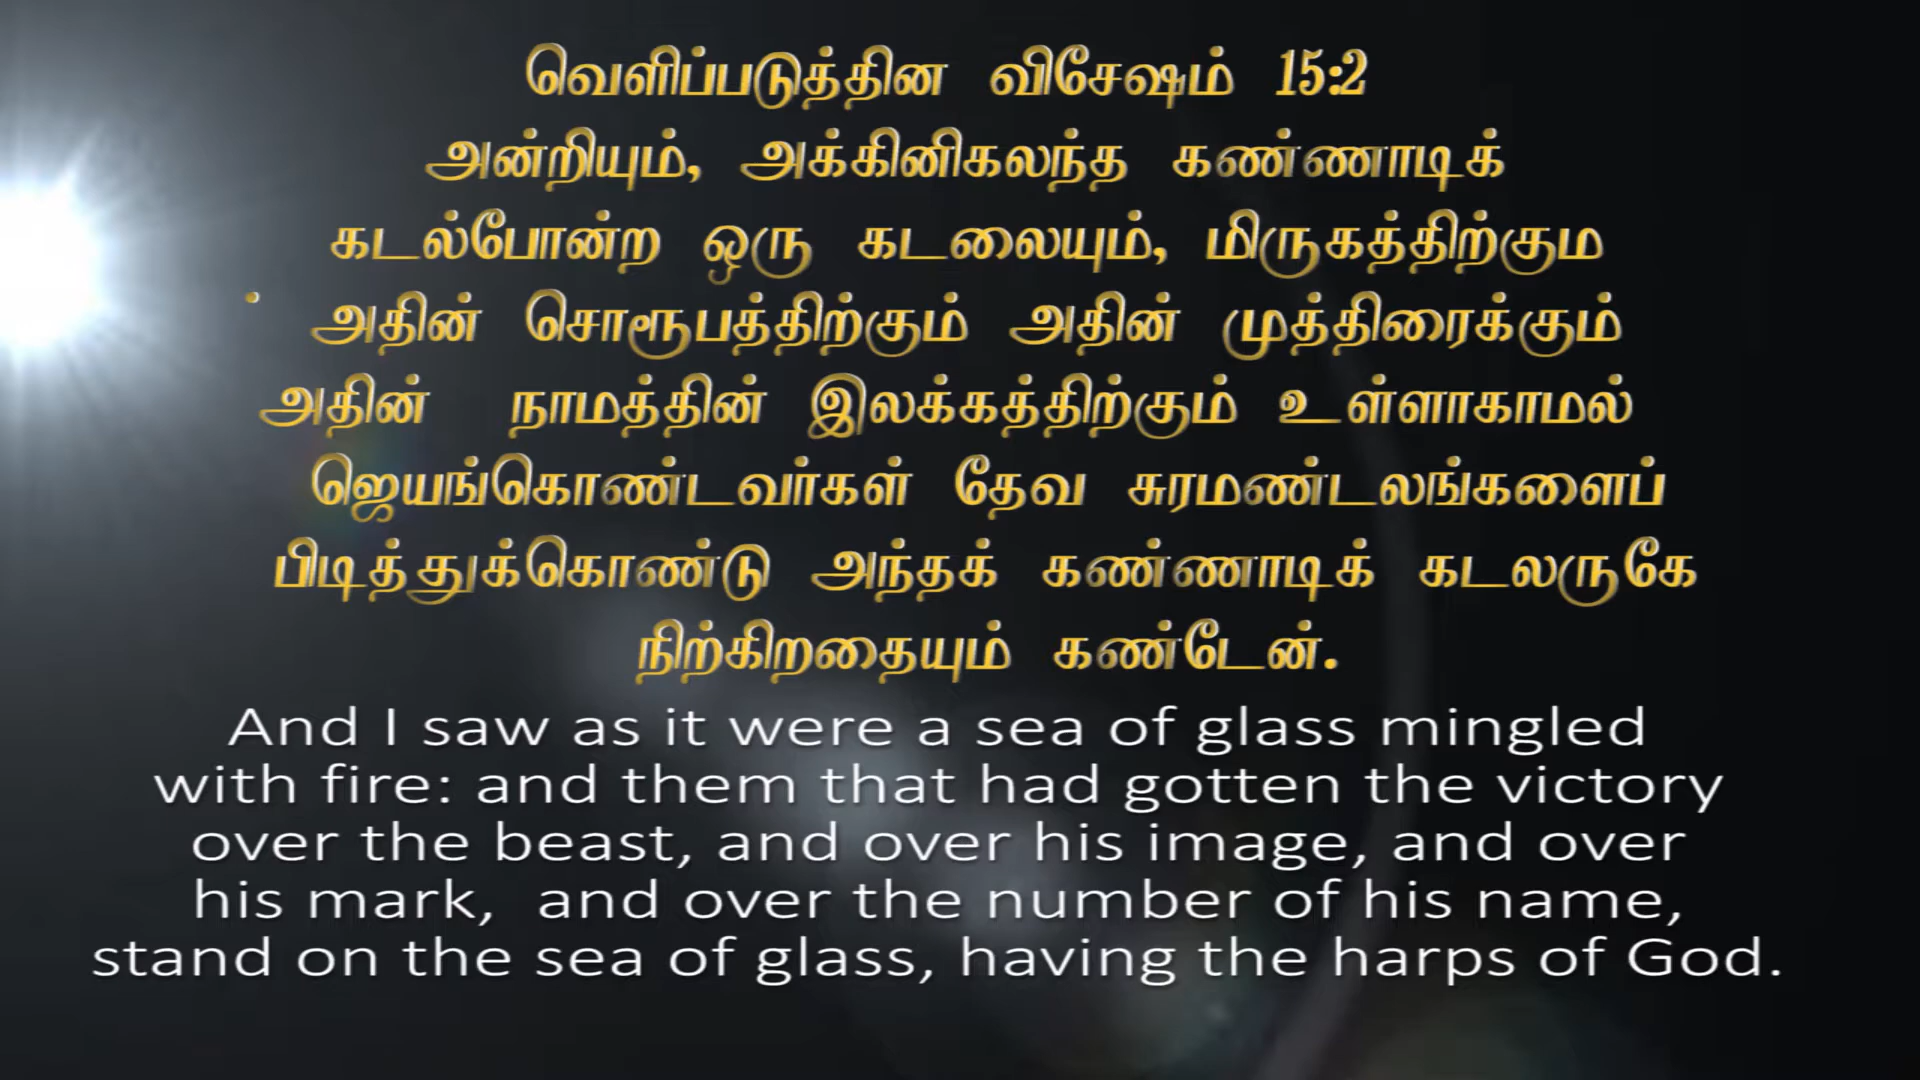 வெளிப்படுத்தின விசேஷம் 15:2
அன்றியும், அக்கினிகலந்த கண்ணாடிக்
கடல்போன்ற ஒரு கடலையும், மிருகத்திற்கும
் அதின் சொரூபத்திற்கும் அதின் முத்திரைக்கும்
அதின் நாமத்தின் இலக்கத்திற்கும் உள்ளாகாமல்
ஜெயங்கொண்டவர்கள் தேவ சுரமண்டலங்களைப்
பிடித்துக்கொண்டு அந்தக் கண்ணாடிக் கடலருகே
நிற்கிறதையும் கண்டேன்.
And I saw as it were a sea of glass mingled
with fire: and them that had gotten the victory
over the beast, and over his image, and over
his mark, and over the number of his name,
stand on the sea of glass, having the harps of God.